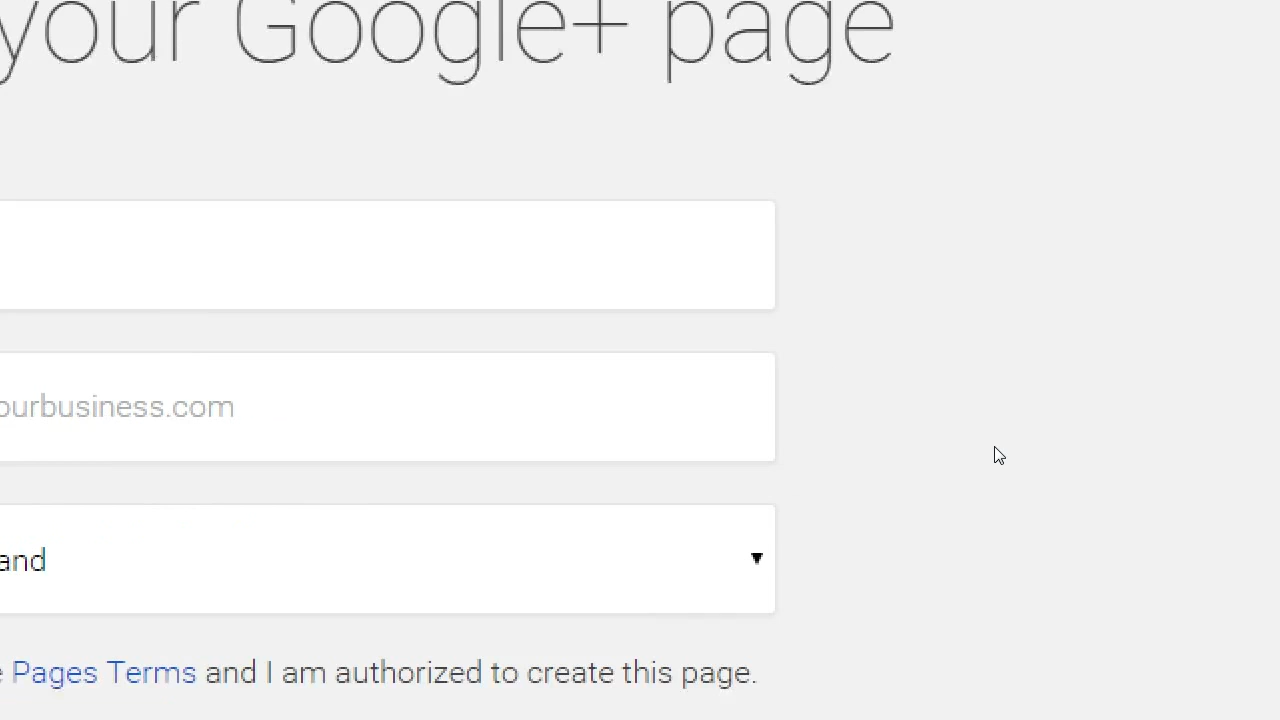 your Google+ page
ourbusiness.com
and
Pages Terms and I am authorized to create this page.